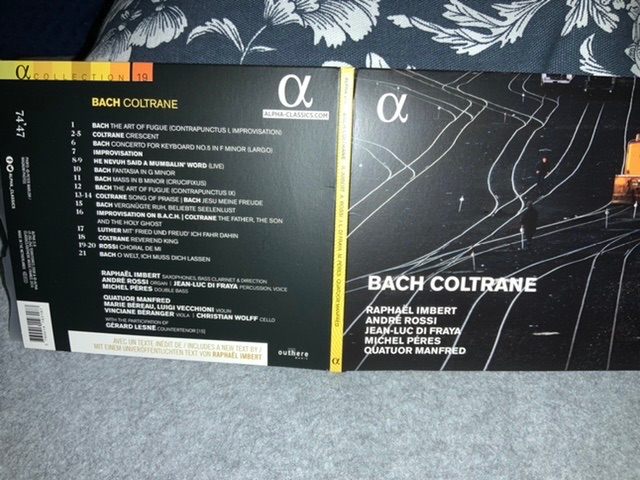 α COLLECTION 19
BACH COLTRANE
α
ALPHA-CLASSICS.COM
7447
1 BACH THE ART OF FUGUE (CONTRAPUNCTUS I, IMPROVISATION)
2-5 COLTRANE CRESCENT
6 BACH CONCERTO FOR KEYBOARD NO.5 IN F MINOR (LARGO)
7 IMPROVISATION
8-9 HE NEVUH SAID A MUMBALIN' WORD (LIVE)
10 BACH FANTASIA IN G MINOR
11 BACH MASS IN B MINOR (CRUCIFIXUS)
12 BACH THE ART OF FUGUE (CONTRAPUNCTUS IX)
13-14 COLTRANE SONG OF PRAISE | BACH JESU MEINE FREUDE
15 BACH VERGNÜGTE RUH, BELIEBTE SEELENLUST
16 IMPROVISATION ON B.A.C.H. | COLTRANE THE FATHER, THE SON
AND THE HOLY GHOST
17 LUTHER MIT' FRIED UND FREUD' ICH FAHR DAHIN
18 COLTRANE REVEREND KING
19-20 ROSSI CHORAL DE MI
21 BACH O WELT, ICH MUSS DICH LASSEN
RAPHAËL IMBERT SAXOPHONES, BASS CLARINET & DIRECTION
ANDRÉ ROSSI ORGAN | JEAN-LUC DI FRAYA PERCUSSION, VOICE
MICHEL PÉRES DOUBLE BASS
QUATUOR MANFRED
MARIE BÉREAU, LUIGI VECCHIONI VIOLIN
VINCIANE BÉRANGER VIOLA | CHRISTIAN WOLFF CELLO
WITH THE PARTICIPATION OF
GÉRARD LESNE COUNTERTENOR [15]
AVEC UN TEXTE INÉDIT DE / INCLUDES A NEW TEXT BY /
MIT EINEM UNVERÖFFENTLICHTEN TEXT VON RAPHAËL IMBERT
outhere
MUSIC
α
α
BACH COLTRANE
RAPHAËL IMBERT
ANDRÉ ROSSI
JEAN-LUC DI FRAYA
MICHEL PÉRES
QUATUOR MANFRED